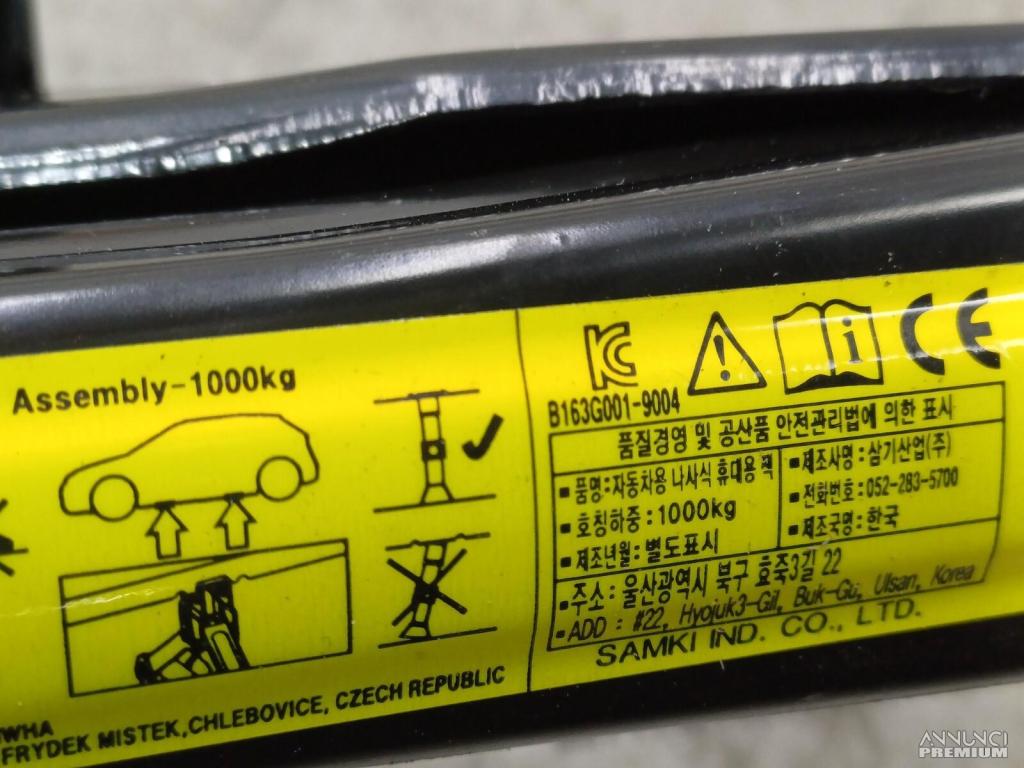 Assembly-1000kg
WHA
FRYDEK MISTEK,CHLEBOVICE, CZECH REPUBLIC
KC
i
CE
B163G001-9004
품질경영 및 공산품 안전관리법에 의한 표시
▪품명:자동차용 나사식 휴대용 잭
▪호칭하중:1000kg
▪제조년월:별도표시
▪제조사명:삼기산업(주)
▪전화번호:052-283-5700
▪제조국명:한국
▪주소:울산광역시 북구 효죽3길 22
▪ADD : #22, Hyojuk3-Gil, Buk-Gu, Ulsan, Korea
SAMKI IND. CO., LTD.
ANNUNCI
PREMIUM